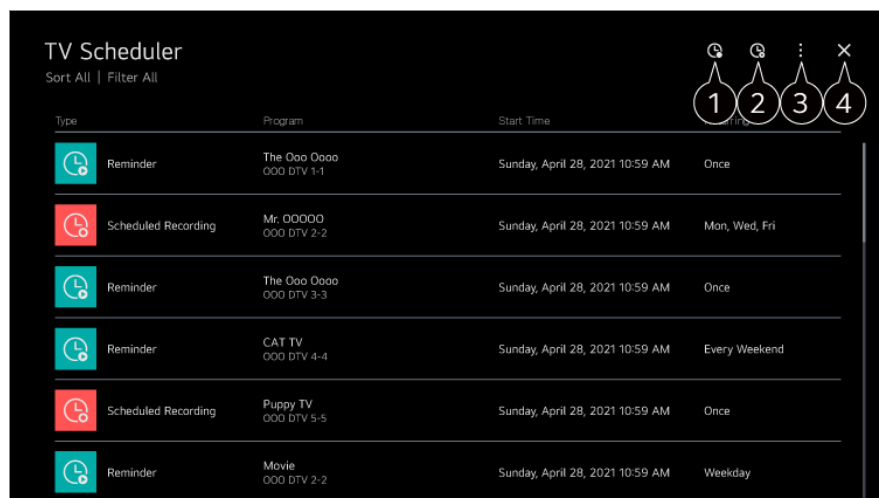 TV Scheduler
Sort All | Filter All
1 2 3 4
Type Program Start Time
Reminder The Ooo Oooo Sunday, April 28, 2021 10:59 AM Once
OOO DTV 1-1
Scheduled Recording Mr. OOOOO Sunday, April 28, 2021 10:59 AM Mon, Wed, Fri
OOO DTV 2-2
Reminder The Ooo Oooo Sunday, April 28, 2021 10:59 AM Once
OOO DTV 3-3
Reminder CAT TV Sunday, April 28, 2021 10:59 AM Every Weekend
OOO DTV 4-4
Scheduled Recording Puppy TV Sunday, April 28, 2021 10:59 AM Once
OOO DTV 5-5
Reminder Movie Sunday, April 28, 2021 10:59 AM Weekday
OOO DTV 2-2